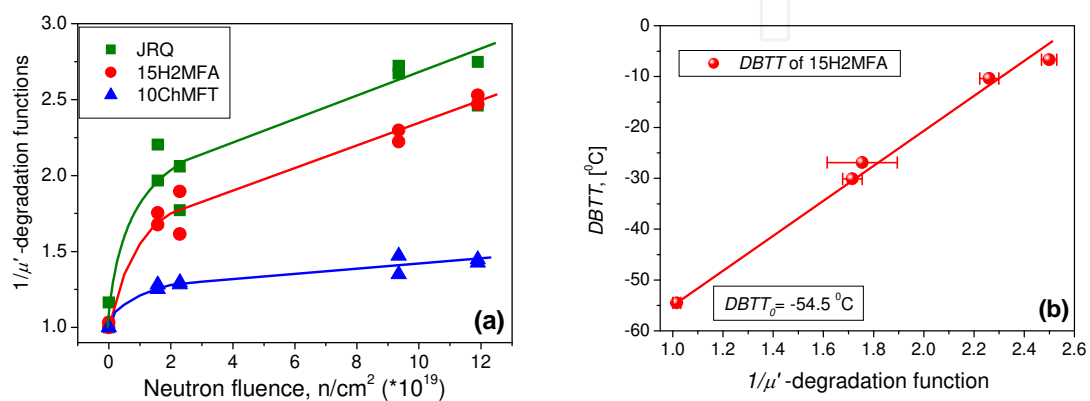 3.0
2.5
2.0
1.5
1.0
1/μ' -degradation functions
JRQ
15H2MFA
10ChMFT
(a)
0 2 4 6 8 10 12
Neutron fluence, n/cm² (*10¹⁹)
0
-10
-20
-30
-40
-50
-60
DBTT, [⁰C]
DBTT of 15H2MFA
DBTT₀= -54.5 ⁰C
(b)
1.0 1.2 1.4 1.6 1.8 2.0 2.2 2.4 2.6
1/μ' -degradation function